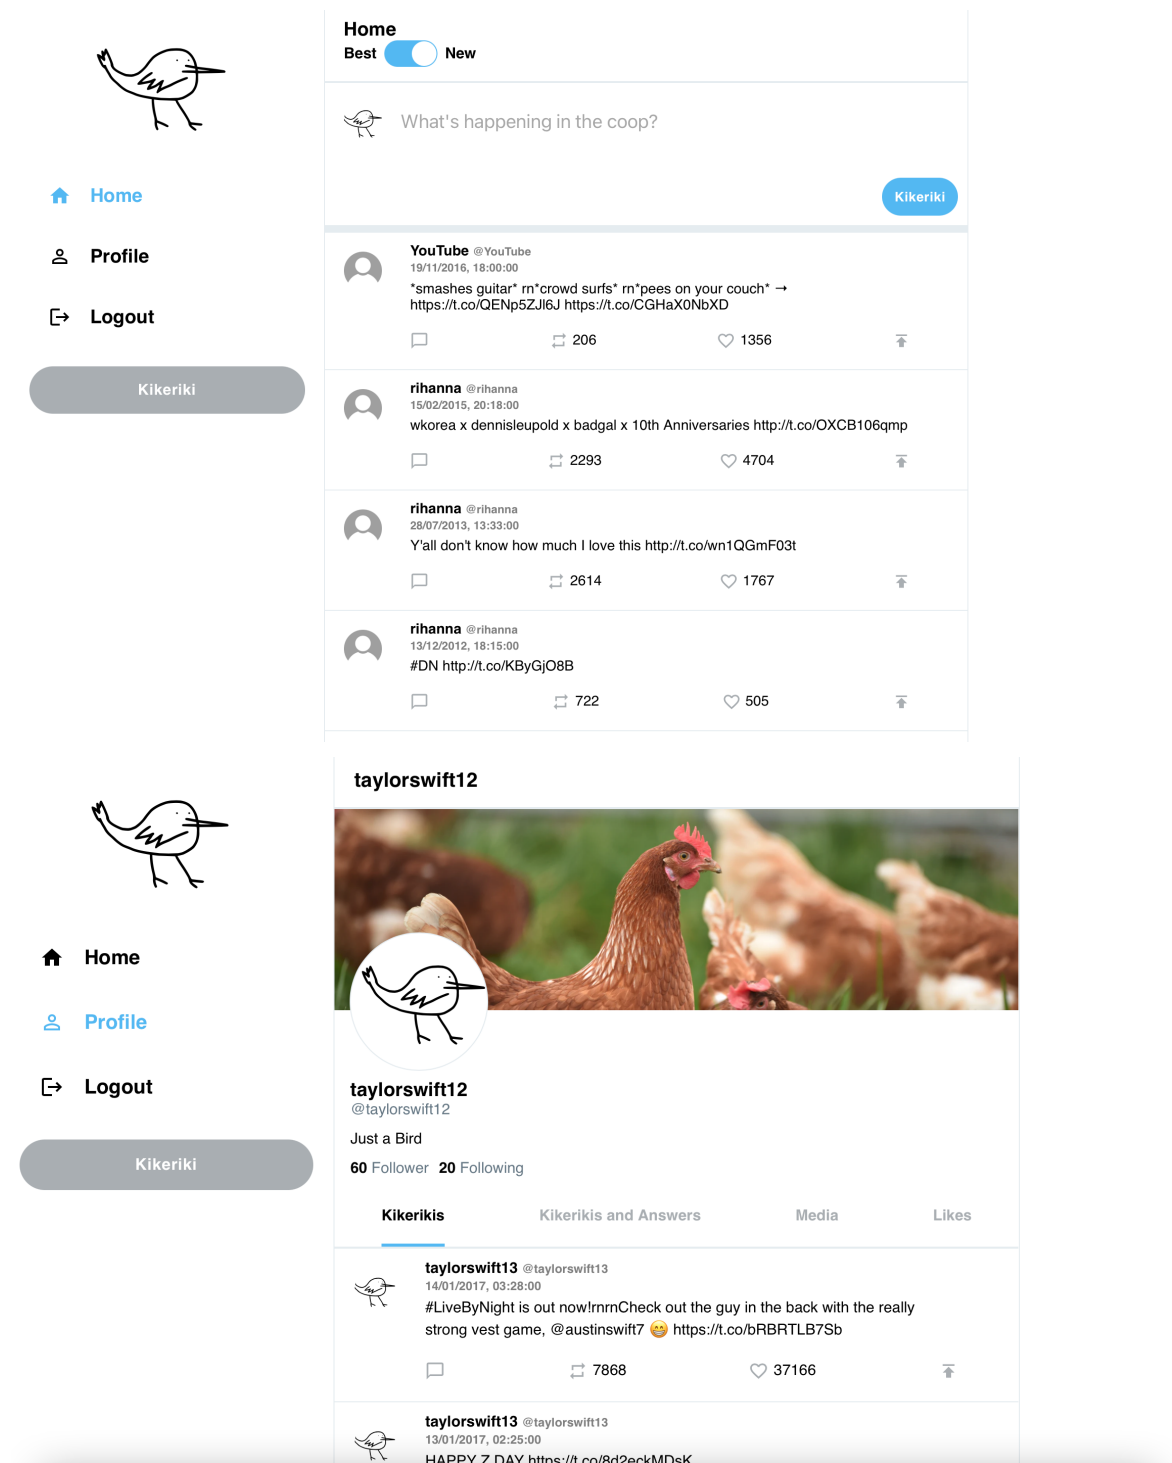 Home
Best New
What's happening in the coop?
Home
Kikeriki
Profile
Logout
Kikeriki
YouTube @YouTube
19/11/2016, 18:00:00
*smashes guitar* rn*crowd surfs* rn*pees on your couch* →
https://t.co/QENp5ZJl6J https://t.co/CGHaX0NbXD
206 1356
rihanna @rihanna
15/02/2015, 20:18:00
wkorea x dennisleupold x badgal x 10th Anniversaries http://t.co/OXCB106qmp
2293 4704
rihanna @rihanna
28/07/2013, 13:33:00
Y'all don't know how much I love this http://t.co/wn1QGmF03t
2614 1767
rihanna @rihanna
13/12/2012, 18:15:00
#DN http://t.co/KByGjO8B
722 505
taylorswift12
Home
Profile
Logout
Kikeriki
taylorswift12
@taylorswift12
Just a Bird
60 Follower 20 Following
Kikerikis Kikerikis and Answers Media Likes
taylorswift13 @taylorswift13
14/01/2017, 03:28:00
#LiveByNight is out now!rnrnCheck out the guy in the back with the really
strong vest game, @austinswift7 😁 https://t.co/bRBRTLB7Sb
7868 37166
taylorswift13 @taylorswift13
13/01/2017, 02:25:00
HAPPY Z DAY https://t.co/8d2eckMDsK